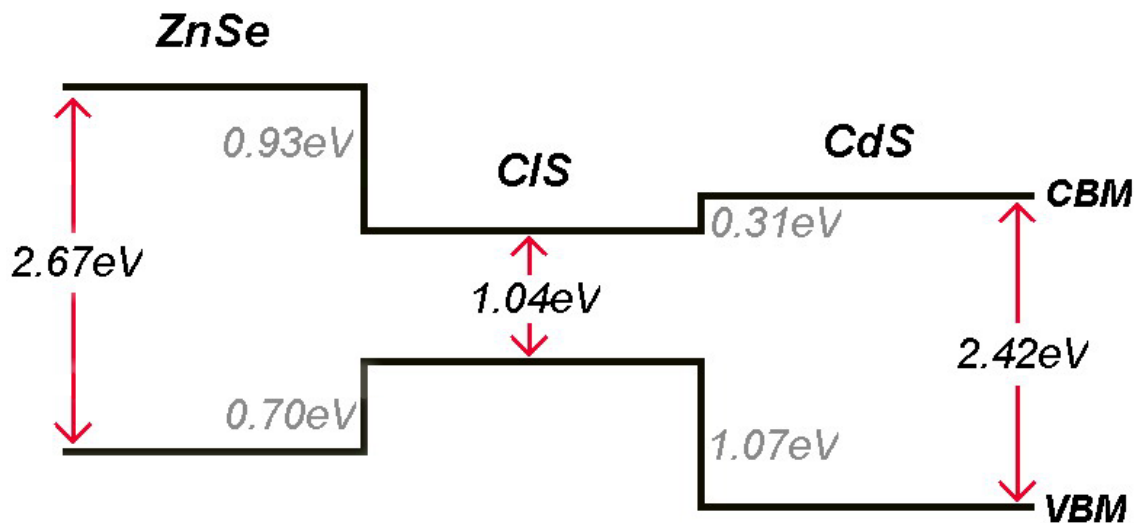 ZnSe
0.93eV
CIS
CdS
CBM
0.31eV
2.67eV
1.04eV
2.42eV
0.70eV
1.07eV
VBM